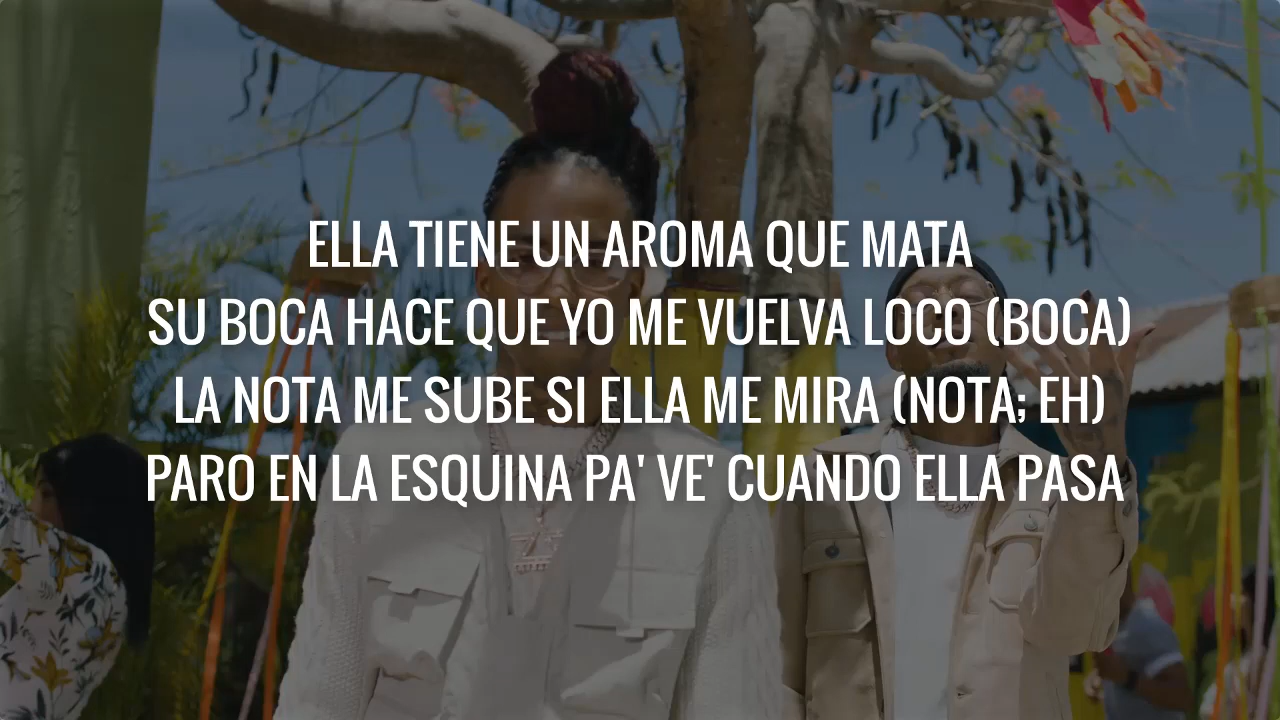 ELLA TIENE UN AROMA QUE MATA
SU BOCA HACE QUE YO ME VUELVA LOCO (BOCA)
LA NOTA ME SUBE SI ELLA ME MIRA (NOTA; EH)
PARO EN LA ESQUINA PA' VE' CUANDO ELLA PASA